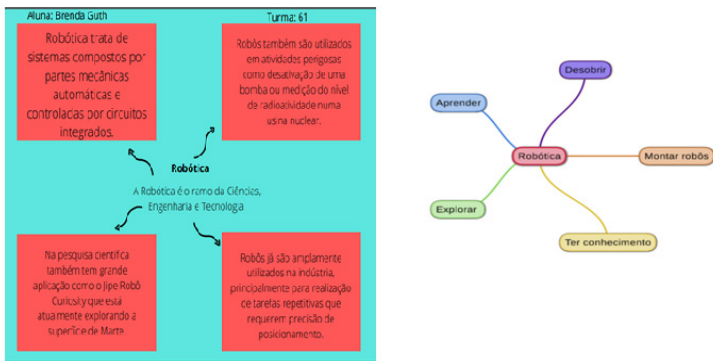 Aluna: Brenda Guth
Turma: 61
Robótica trata de
sistemas compostos por
partes mecânicas
automáticas e
controladas por circuitos
integrados.
Robôs também são utilizados
em atividades perigosas
como desativação de uma
bomba ou medição do nível
de radioatividade numa
usina nuclear.
Robótica
A Robótica é o ramo da Ciências,
Engenharia e Tecnologia
Na pesquisa científica
também tem grande
aplicação como o Jipe Robô
Curiosity que está
atualmente explorando a
superfície de Marte.
Robôs já são amplamente
utilizados na indústria,
principalmente para realização
de tarefas repetitivas que
requerem precisão de
posicionamento.
Desobrir
Aprender
Robótica
Montar robôs
Explorar
Ter conhecimento